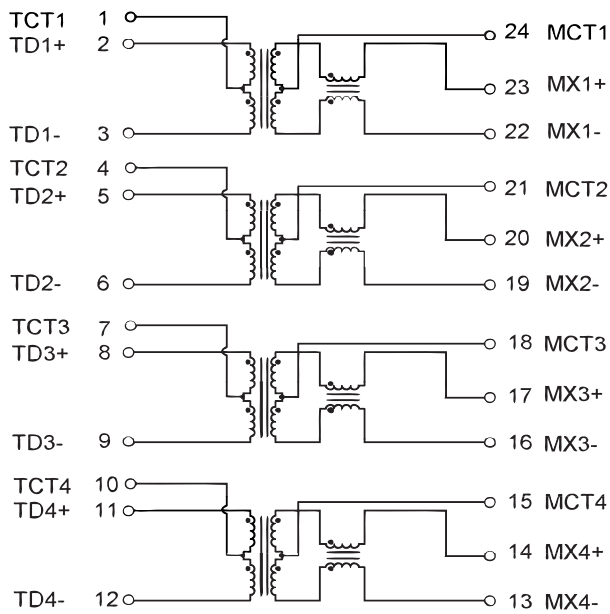 TCT1 1
24 MCT1
TD1+ 2
23 MX1+
TD1- 3
22 MX1-
TCT2 4
21 MCT2
TD2+ 5
20 MX2+
TD2- 6
19 MX2-
TCT3 7
18 MCT3
TD3+ 8
17 MX3+
TD3- 9
16 MX3-
TCT4 10
15 MCT4
TD4+ 11
14 MX4+
TD4- 12
13 MX4-